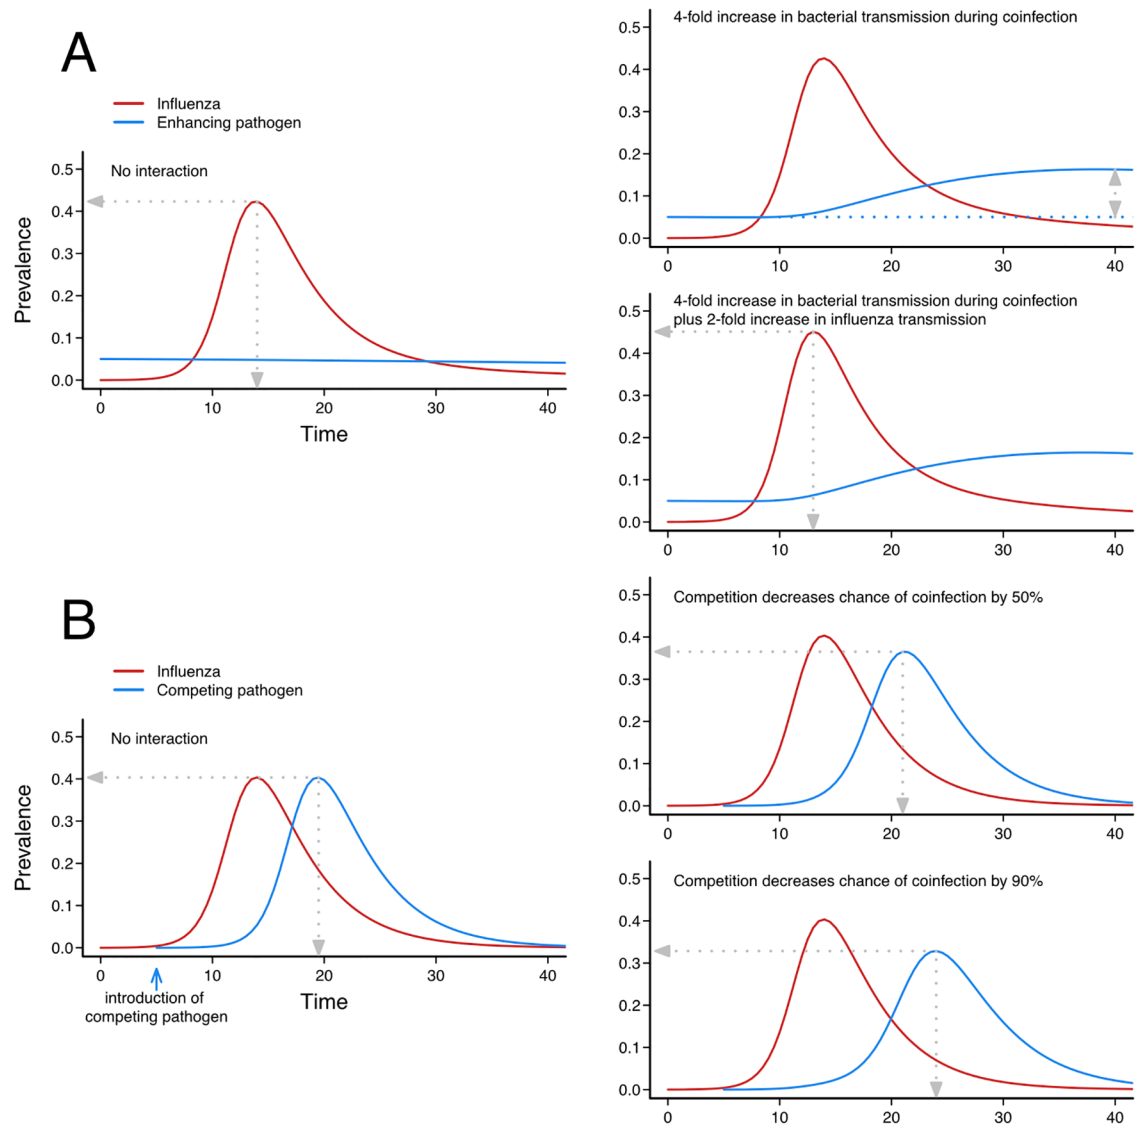 A
Influenza
Enhancing pathogen
No interaction
Prevalence
0.5
0.4
0.3
0.2
0.1
0.0
0 10 20 30 40
Time
4-fold increase in bacterial transmission during coinfection
0.5
0.4
0.3
0.2
0.1
0.0
0 10 20 30 40
4-fold increase in bacterial transmission during coinfection
plus 2-fold increase in influenza transmission
0.5
0.4
0.3
0.2
0.1
0.0
0 10 20 30 40
B
Influenza
Competing pathogen
No interaction
Prevalence
0.5
0.4
0.3
0.2
0.1
0.0
0 10 20 30 40
introduction of
competing pathogen
Time
Competition decreases chance of coinfection by 50%
0.5
0.4
0.3
0.2
0.1
0.0
0 10 20 30 40
Competition decreases chance of coinfection by 90%
0.5
0.4
0.3
0.2
0.1
0.0
0 10 20 30 40